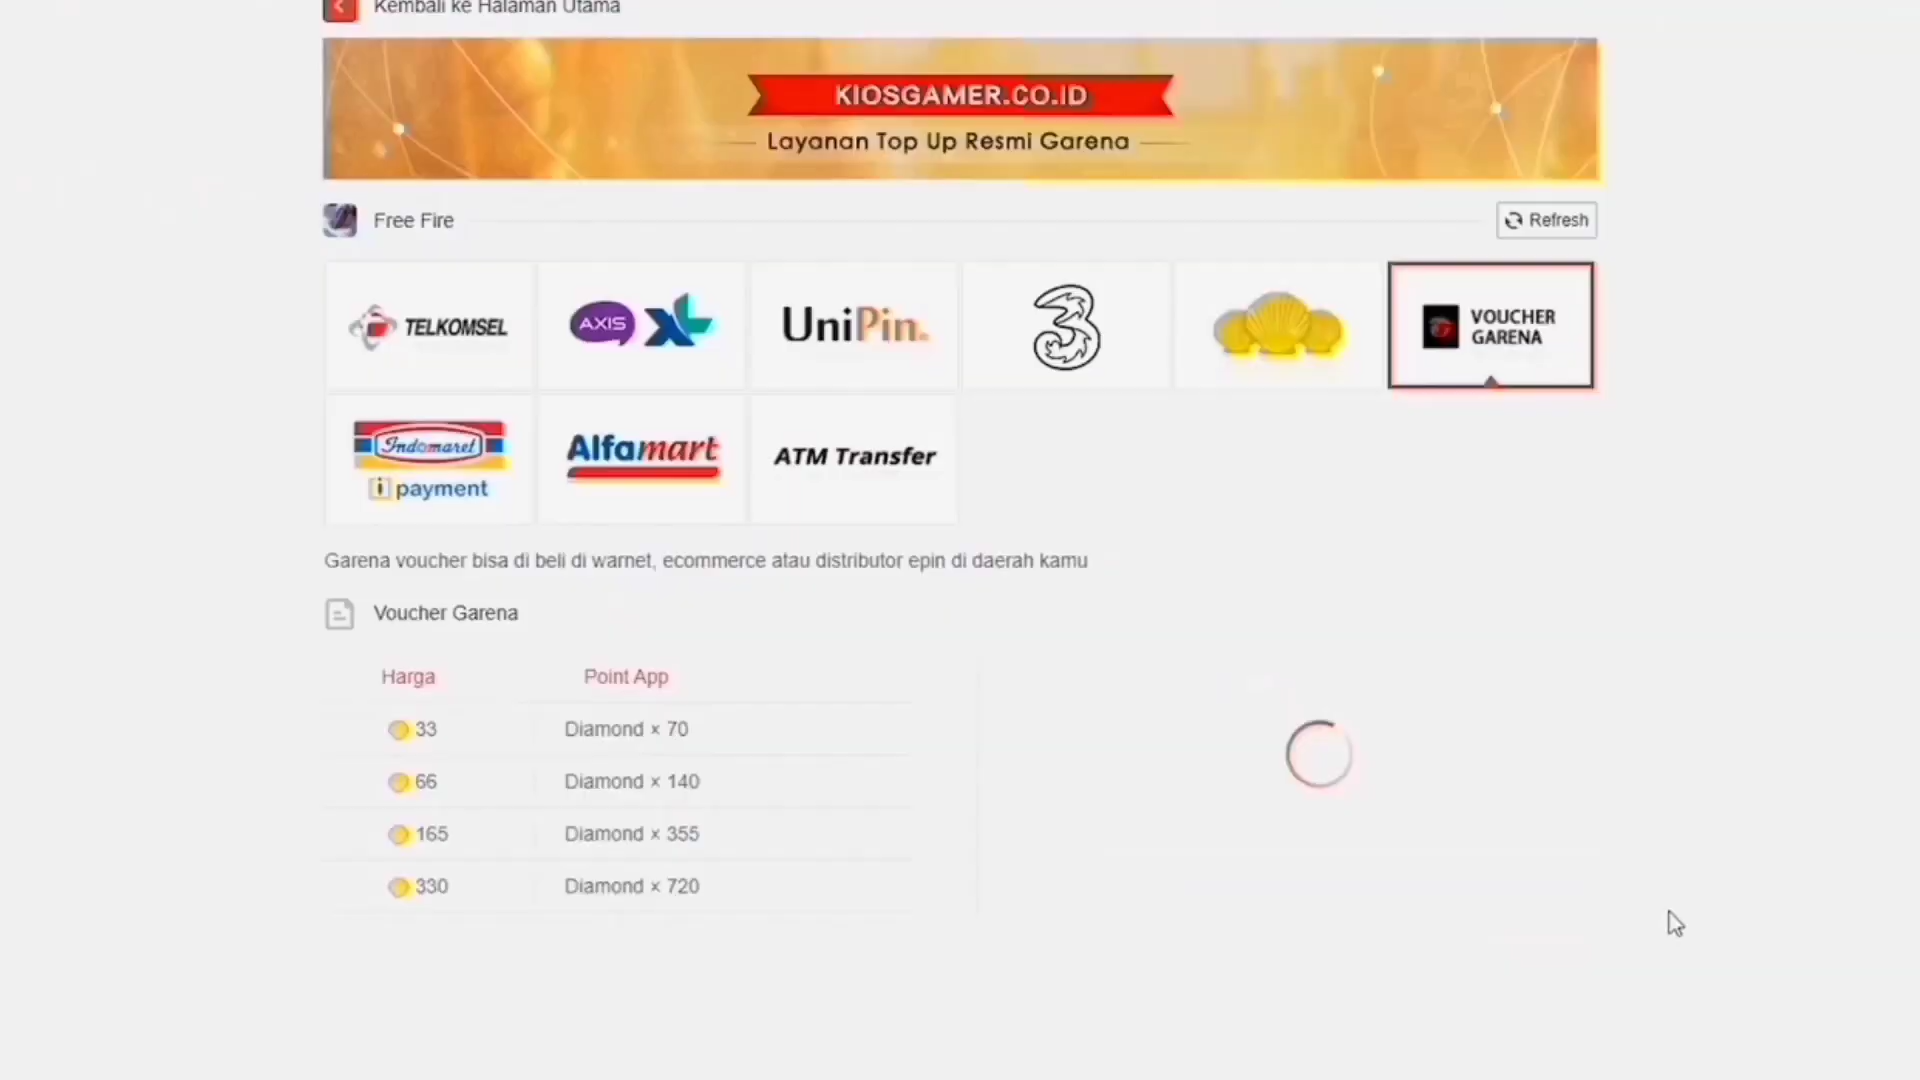 Kembali ke Halaman Utama
KIOSGAMER.CO.ID
Layanan Top Up Resmi Garena
Free Fire
Refresh
TELKOMSEL
AXIS XL
UniPin.
3
VOUCHER
GARENA
Indomaret
i payment
Alfamart
ATM Transfer
Garena voucher bisa di beli di warnet, ecommerce atau distributor epin di daerah kamu
Voucher Garena
Harga Point App
33 Diamond × 70
66 Diamond × 140
165 Diamond × 355
330 Diamond × 720